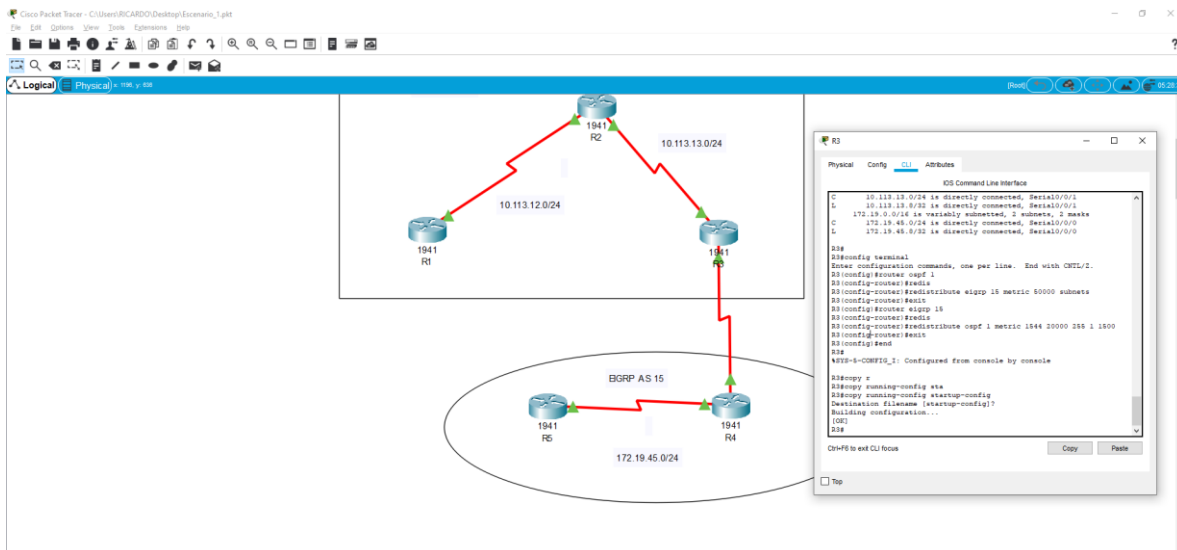 Cisco Packet Tracer - C:\Users\RICARDO\Desktop\Escenario_1.pkt
File Edit Options View Tools Extensions Help
Logical Physical x: 1196, y: 638 [Root] 05:28:
10.113.13.0/24
1941
R2
10.113.12.0/24
1941
R1
1941
R3
EIGRP AS 15
1941
R5
1941
R4
172.19.45.0/24
R3
Physical Config CLI Attributes
IOS Command Line Interface
C 10.113.13.0/24 is directly connected, Serial0/0/1
L 10.113.13.8/32 is directly connected, Serial0/0/1
172.19.0.0/16 is variably subnetted, 2 subnets, 2 masks
C 172.19.45.0/24 is directly connected, Serial0/0/0
L 172.19.45.8/32 is directly connected, Serial0/0/0
R3#
R3#config terminal
Enter configuration commands, one per line. End with CNTL/Z.
R3(config)#router ospf 1
R3(config-router)#redis
R3(config-router)#redistribute eigrp 15 metric 50000 subnets
R3(config-router)#exit
R3(config)#router eigrp 15
R3(config-router)#redis
R3(config-router)#redistribute ospf 1 metric 1544 20000 255 1 1500
R3(config-router)#exit
R3(config)#end
R3#
%SYS-5-CONFIG_I: Configured from console by console
R3#copy r
R3#copy running-config sta
R3#copy running-config startup-config
Destination filename [startup-config]?
Building configuration...
[OK]
R3#
Ctrl+F6 to exit CLI focus
Copy Paste
Top